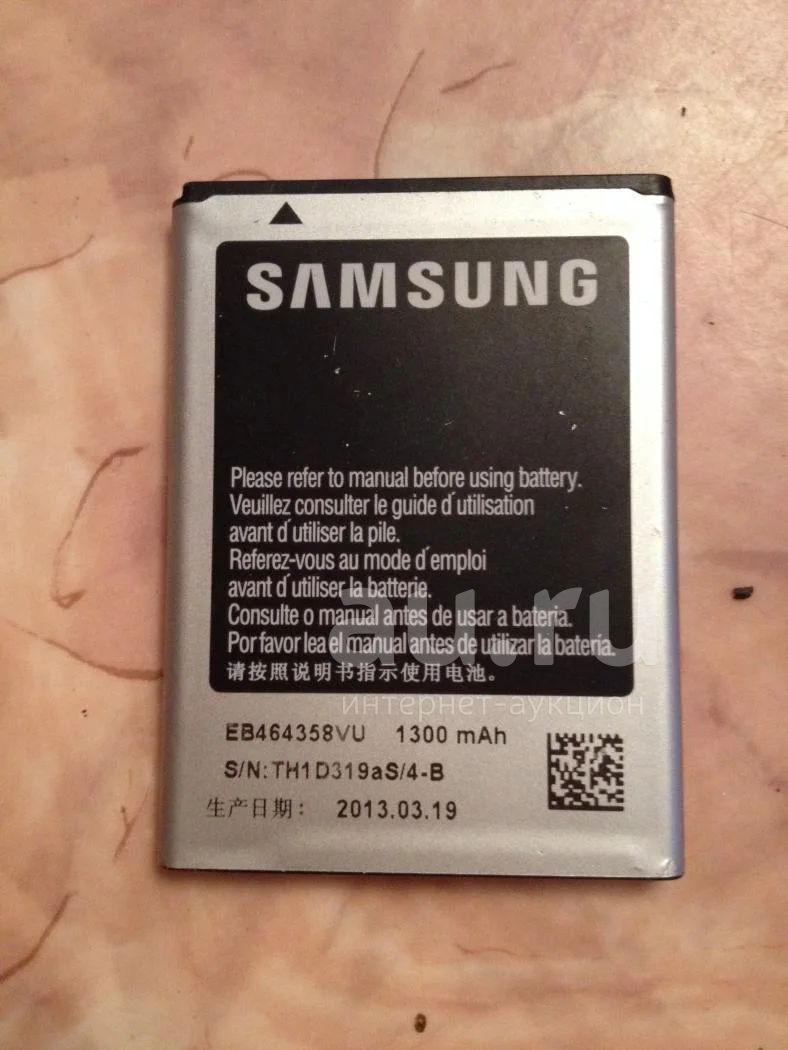 SAMSUNG
Please refer to manual before using battery.
Veuillez consulter le guide d'utilisation
avant d'utiliser la pile.
Referez-vous au mode d'emploi
avant d'utiliser la batterie.
Consulte o manual antes de usar a bateria.
Por favor lea el manual antes de utilizar la batería.
请按照说明书指示使用电池。
au.ru
интернет-аукцион
EB464358VU 1300 mAh
S/N:TH1D319aS/4-B
生产日期: 2013.03.19